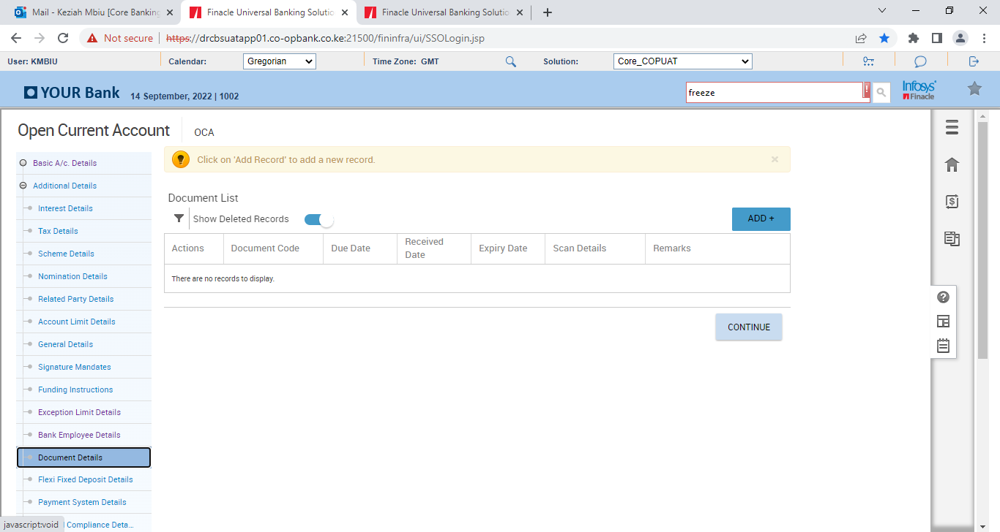 Mail - Keziah Mbiu [Core Banking
Finacle Universal Banking Solutio
Finacle Universal Banking Solutio
Not secure
https://drcbsuatapp01.co-opbank.co.ke:21500/fininfra/ui/SSOLogin.jsp
User: KMBIU
Calendar:
Gregorian
Time Zone: GMT
Solution:
Core_COPUAT
YOUR Bank
14 September, 2022 | 1002
freeze
Infosys
Finacle
Open Current Account
OCA
Basic A/c. Details
Additional Details
Interest Details
Tax Details
Scheme Details
Nomination Details
Related Party Details
Account Limit Details
General Details
Signature Mandates
Funding Instructions
Exception Limit Details
Bank Employee Details
Document Details
Flexi Fixed Deposit Details
Payment System Details
Compliance Deta...
javascript:void
Click on 'Add Record' to add a new record.
Document List
Show Deleted Records
ADD +
Actions
Document Code
Due Date
Received
Date
Expiry Date
Scan Details
Remarks
There are no records to display.
CONTINUE